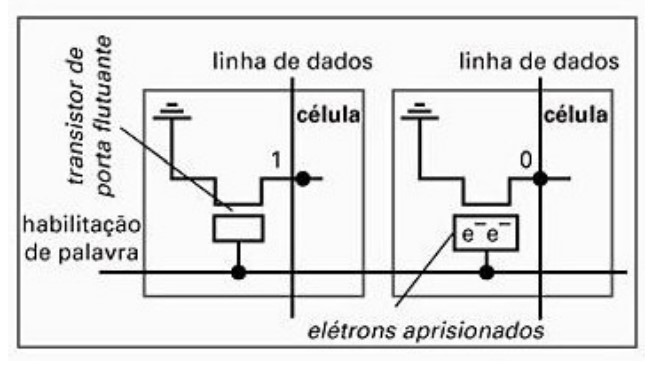 linha de dados
linha de dados
transistor de
porta flutuante
célula
célula
1
0
habilitação
de palavra
e⁻ e⁻
elétrons aprisionados